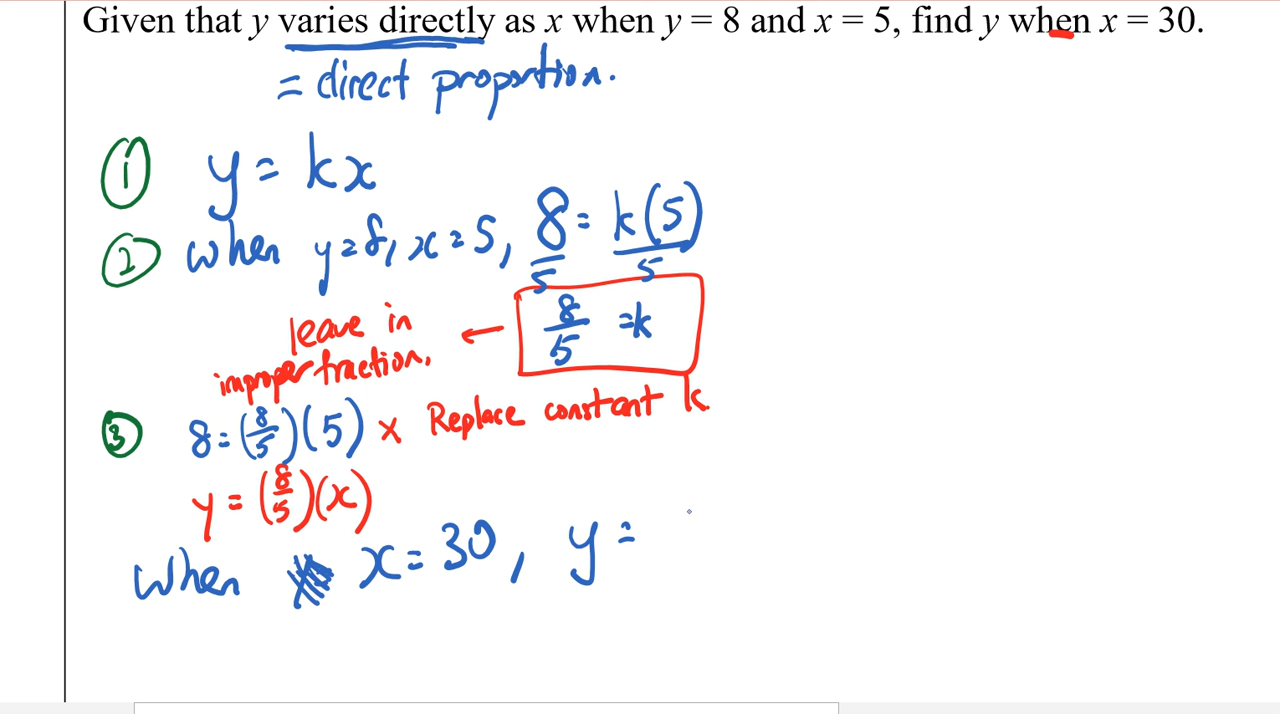 Given that y varies directly as x when y = 8 and x = 5, find y when x = 30.
= direct proportion.
① y = kx
② when y = 8, x = 5, 8/5 = k(5)/5
8/5 = k
leave in
improper fraction.
③ 8 = (8/5)(5) × Replace constant k.
y = (8/5)(x)
when x = 30, y =